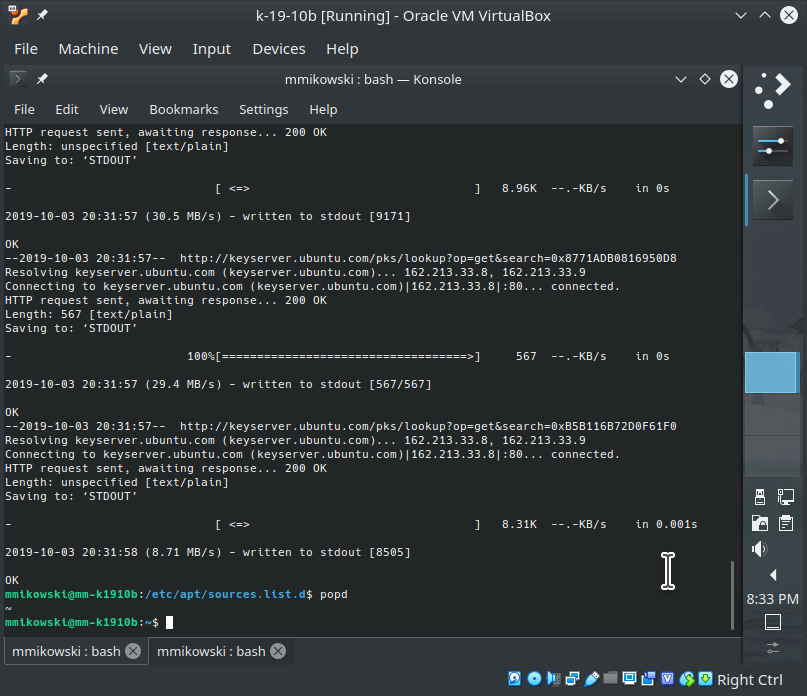 k-19-10b [Running] - Oracle VM VirtualBox
File Machine View Input Devices Help
mmikowski : bash — Konsole
File Edit View Bookmarks Settings Help
HTTP request sent, awaiting response... 200 OK
Length: unspecified [text/plain]
Saving to: ‘STDOUT’
- [ <=> ] 8.96K --.-KB/s in 0s
2019-10-03 20:31:57 (30.5 MB/s) - written to stdout [9171]
OK
--2019-10-03 20:31:57-- http://keyserver.ubuntu.com/pks/lookup?op=get&search=0x8771ADB0816950D8
Resolving keyserver.ubuntu.com (keyserver.ubuntu.com)... 162.213.33.8, 162.213.33.9
Connecting to keyserver.ubuntu.com (keyserver.ubuntu.com)|162.213.33.8|:80... connected.
HTTP request sent, awaiting response... 200 OK
Length: 567 [text/plain]
Saving to: ‘STDOUT’
- 100%[===================================>] 567 --.-KB/s in 0s
2019-10-03 20:31:57 (29.4 MB/s) - written to stdout [567/567]
OK
--2019-10-03 20:31:57-- http://keyserver.ubuntu.com/pks/lookup?op=get&search=0xB5B116B72D0F61F0
Resolving keyserver.ubuntu.com (keyserver.ubuntu.com)... 162.213.33.8, 162.213.33.9
Connecting to keyserver.ubuntu.com (keyserver.ubuntu.com)|162.213.33.8|:80... connected.
HTTP request sent, awaiting response... 200 OK
Length: unspecified [text/plain]
Saving to: ‘STDOUT’
- [ <=> ] 8.31K --.-KB/s in 0.001s
2019-10-03 20:31:58 (8.71 MB/s) - written to stdout [8505]
OK
mmikowski@mm-k1910b:/etc/apt/sources.list.d$ popd
~
mmikowski@mm-k1910b:~$
8:33 PM
mmikowski : bash mmikowski : bash
Right Ctrl